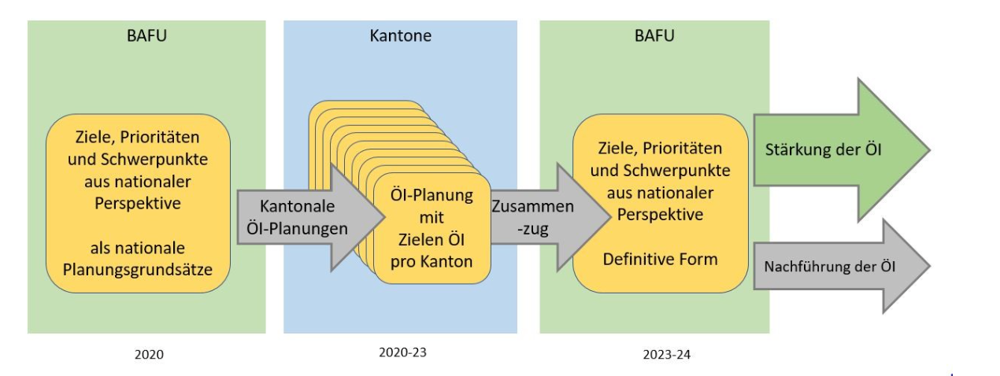 BAFU
Ziele, Prioritäten
und Schwerpunkte
aus nationaler
Perspektive
als nationale
Planungsgrundsätze
2020
Kantonale
ÖI-Planungen
Kantone
ÖI-Planung
mit
Zielen ÖI
pro Kanton
2020-23
Zusammen
-zug
BAFU
Ziele, Prioritäten
und Schwerpunkte
aus nationaler
Perspektive
Definitive Form
2023-24
Stärkung der ÖI
Nachführung der ÖI